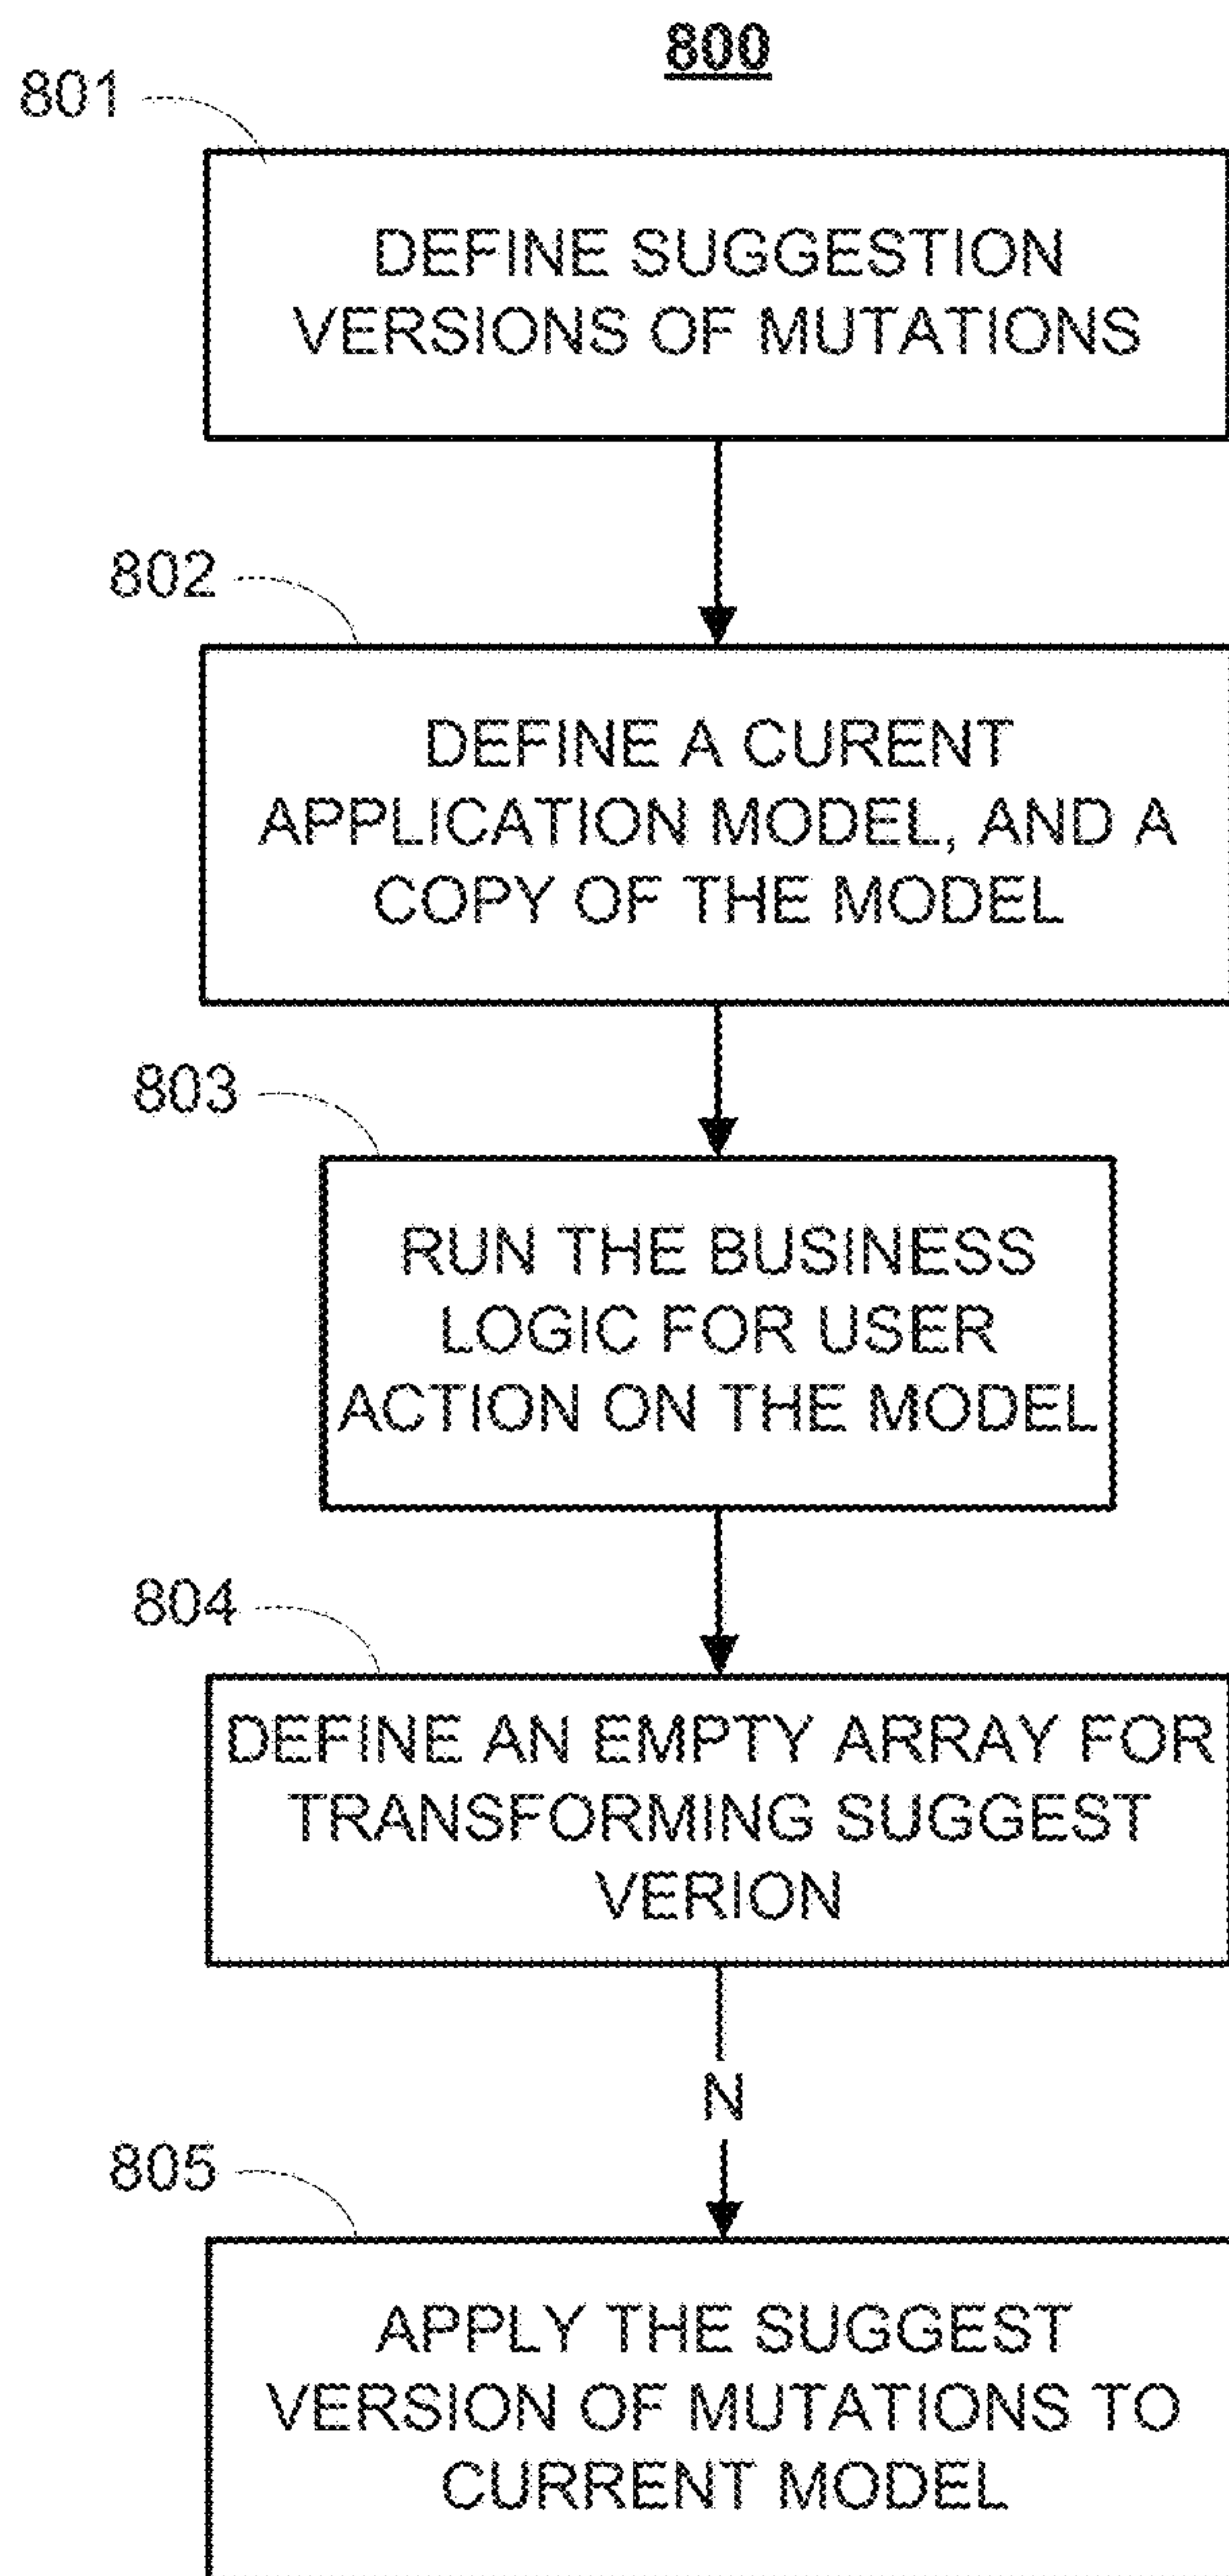 800
801
DEFINE SUGGESTION
VERSIONS OF MUTATIONS
802
DEFINE A CURENT
APPLICATION MODEL, AND A
COPY OF THE MODEL
803
RUN THE BUSINESS
LOGIC FOR USER
ACTION ON THE MODEL
804
DEFINE AN EMPTY ARRAY FOR
TRANSFORMING SUGGEST
VERION
N
805
APPLY THE SUGGEST
VERSION OF MUTATIONS TO
CURRENT MODEL